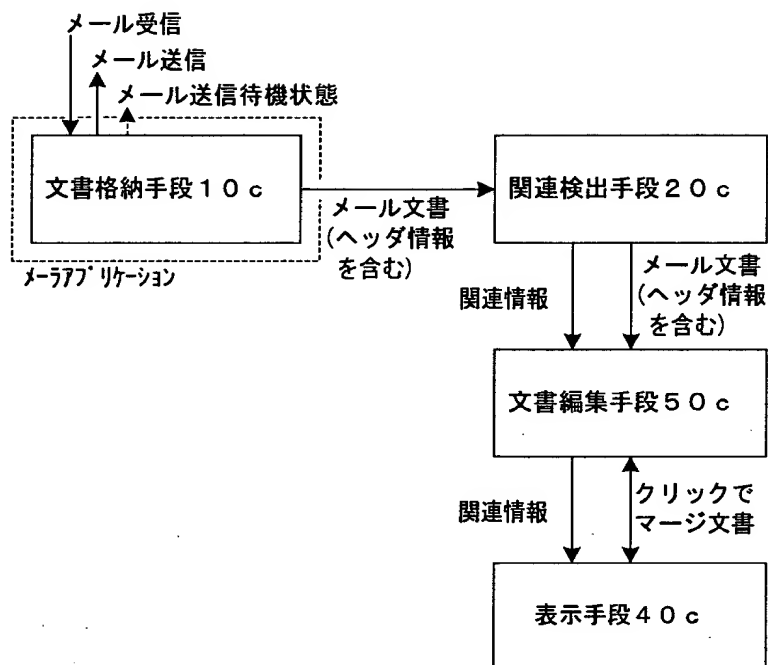 メール受信
メール送信
メール送信待機状態
文書格納手段１０ｃ
関連検出手段２０ｃ
メール文書
(ヘッダ情報
を含む)
ﾒｰﾗｱﾌﾟﾘｹｰｼｮﾝ
関連情報
メール文書
(ヘッダ情報
を含む)
文書編集手段５０ｃ
関連情報
クリックで
マージ文書
表示手段４０ｃ